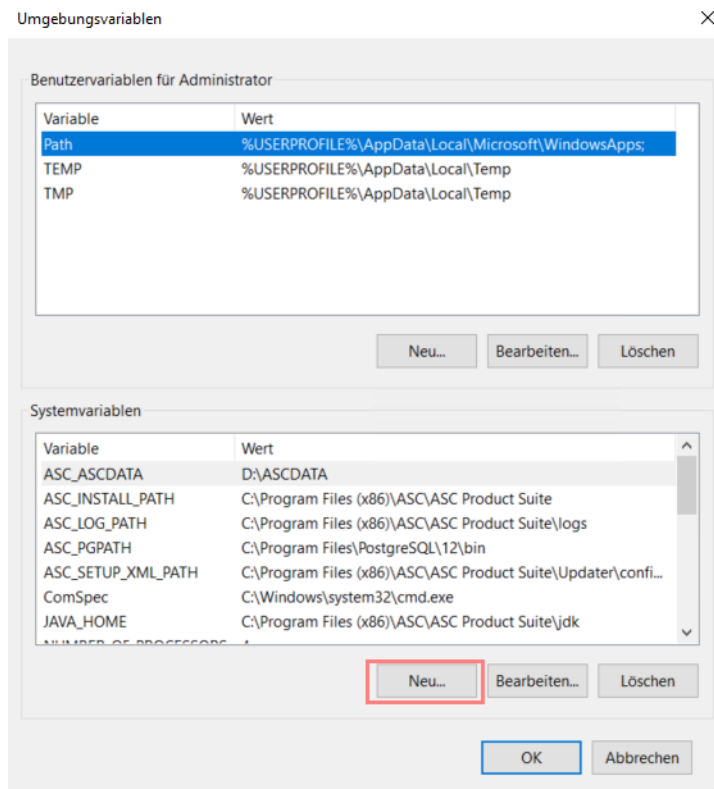 Umgebungsvariablen
Benutzervariablen für Administrator
Variable Wert
Path %USERPROFILE%\AppData\Local\Microsoft\WindowsApps;
TEMP %USERPROFILE%\AppData\Local\Temp
TMP %USERPROFILE%\AppData\Local\Temp
Neu... Bearbeiten... Löschen
Systemvariablen
Variable Wert
ASC_ASCDATA D:\ASCDATA
ASC_INSTALL_PATH C:\Program Files (x86)\ASC\ASC Product Suite
ASC_LOG_PATH C:\Program Files (x86)\ASC\ASC Product Suite\logs
ASC_PGPATH C:\Program Files\PostgreSQL\12\bin
ASC_SETUP_XML_PATH C:\Program Files (x86)\ASC\ASC Product Suite\Updater\confi...
ComSpec C:\Windows\system32\cmd.exe
JAVA_HOME C:\Program Files (x86)\ASC\ASC Product Suite\jdk
NUMBER_OF_PROCESSORS
Neu... Bearbeiten... Löschen
OK Abbrechen